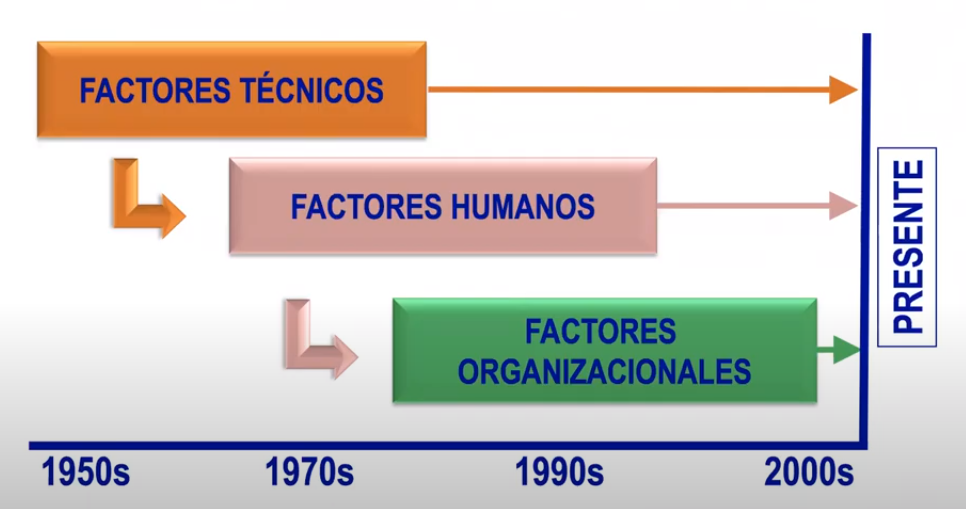 FACTORES TÉCNICOS
FACTORES HUMANOS
FACTORES
ORGANIZACIONALES
PRESENTE
1950s 1970s 1990s 2000s